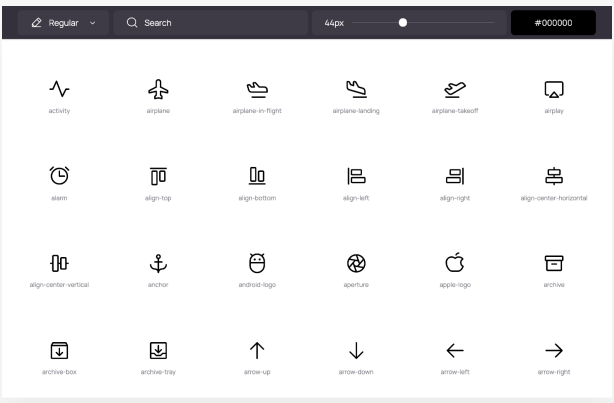 Regular
Search
44px
#000000
activity
airplane
airplane-in-flight
airplane-landing
airplane-takeoff
airplay
alarm
align-top
align-bottom
align-left
align-right
align-center-horizontal
align-center-vertical
anchor
android-logo
aperture
apple-logo
archive
archive-box
archive-tray
arrow-up
arrow-down
arrow-left
arrow-right